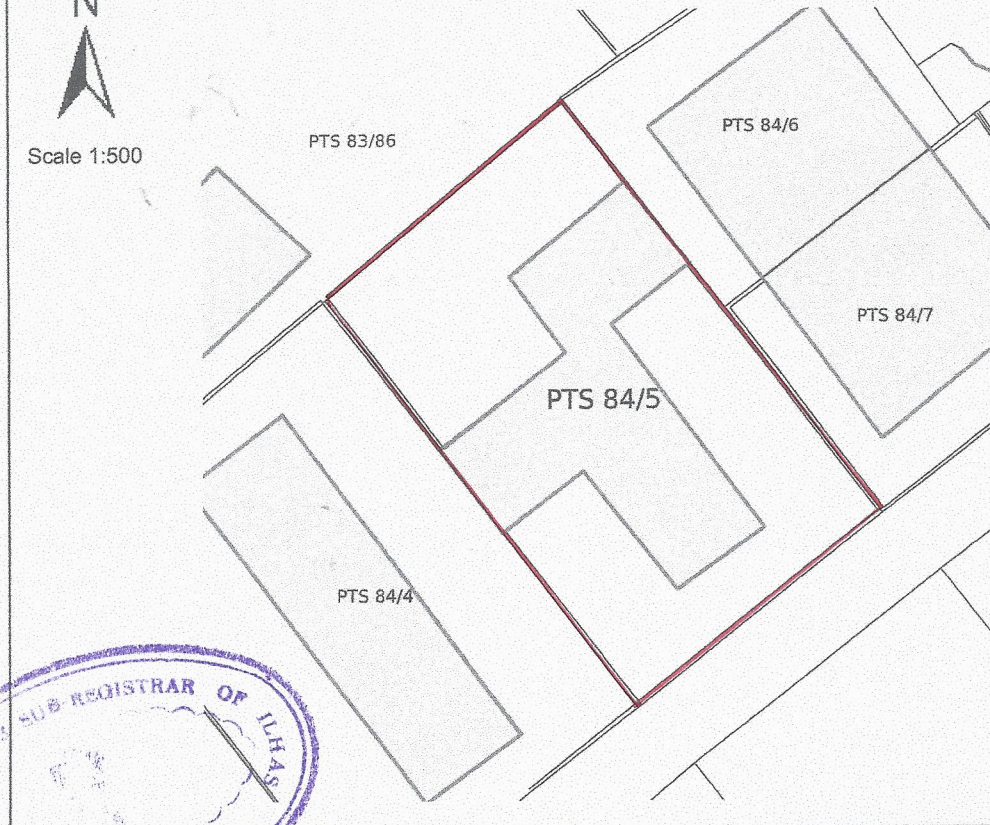 N
Scale 1:500
PTS 83/86
PTS 84/6
PTS 84/7
PTS 84/5
PTS 84/4
SUB-REGISTRAR OF ILHAS